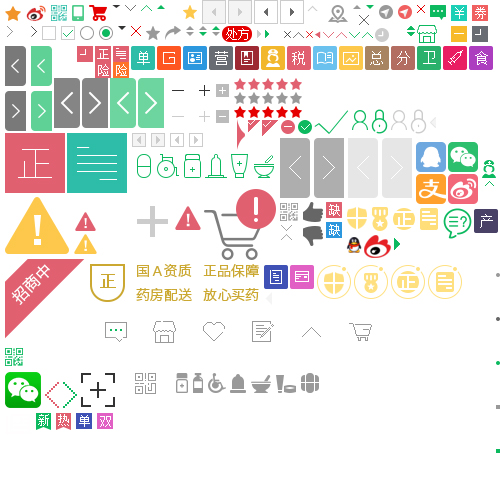 ¥ 券
处方
正险 险 单 G 营 税 总 分 卫 食
正
支
缺
正
缺
产
招商中
正
国A资质 正品保障
药房配送 放心买药
正
新 热 单 双